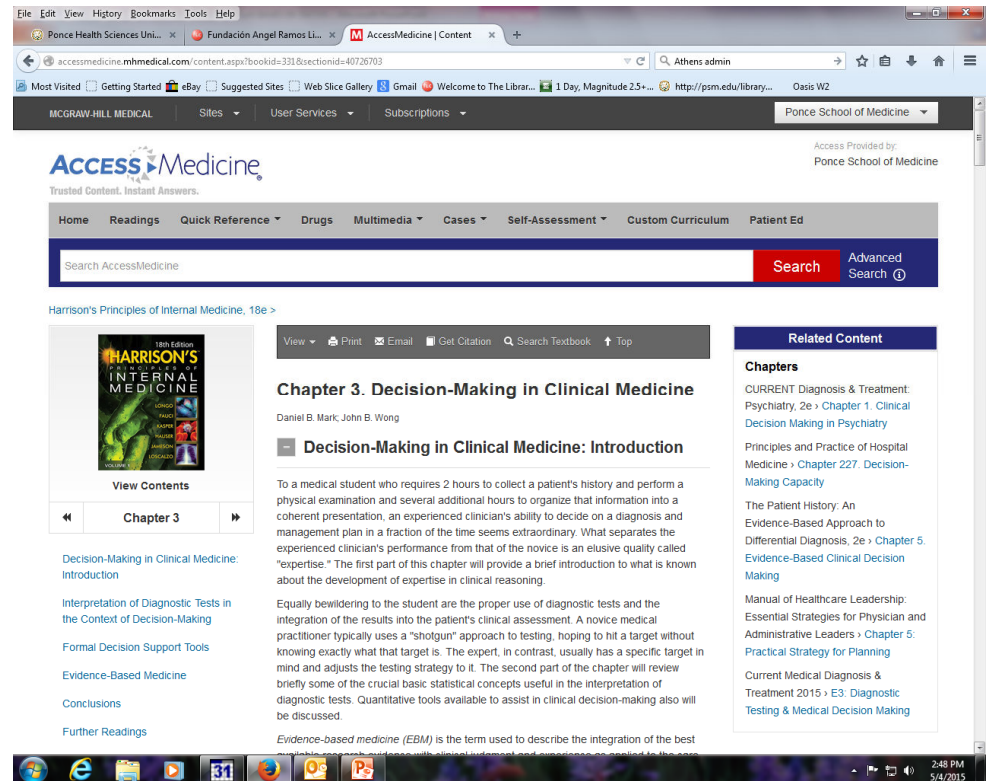 File Edit View History Bookmarks Tools Help
Ponce Health Sciences Uni... × Fundación Angel Ramos Li... × M AccessMedicine | Content × +
accessmedicine.mhmedical.com/content.aspx?bookid=331&sectionid=40726703 Athens admin
Most Visited Getting Started eBay Suggested Sites Web Slice Gallery 8 Gmail Welcome to The Librar... 1 Day, Magnitude 2.5+... http://psm.edu/library... Oasis W2
MCGRAW-HILL MEDICAL Sites User Services Subscriptions Ponce School of Medicine
Access Provided by:
Ponce School of Medicine
ACCESS Medicine
Trusted Content. Instant Answers.
Home Readings Quick Reference Drugs Multimedia Cases Self-Assessment Custom Curriculum Patient Ed
Search AccessMedicine Search Advanced
Search
Harrison's Principles of Internal Medicine, 18e >
18th Edition
HARRISON'S
PRINCIPLES OF
INTERNAL
MEDICINE
LONGO
FAUCI
KASPER
HAUSER
JAMESON
LOSCALZO
VOLUME I
View Contents
Chapter 3
Decision-Making in Clinical Medicine:
Introduction
Interpretation of Diagnostic Tests in
the Context of Decision-Making
Formal Decision Support Tools
Evidence-Based Medicine
Conclusions
Further Readings
View Print Email Get Citation Search Textbook Top
Chapter 3. Decision-Making in Clinical Medicine
Daniel B. Mark; John B. Wong
Decision-Making in Clinical Medicine: Introduction
To a medical student who requires 2 hours to collect a patient's history and perform a
physical examination and several additional hours to organize that information into a
coherent presentation, an experienced clinician's ability to decide on a diagnosis and
management plan in a fraction of the time seems extraordinary. What separates the
experienced clinician's performance from that of the novice is an elusive quality called
"expertise." The first part of this chapter will provide a brief introduction to what is known
about the development of expertise in clinical reasoning.
Equally bewildering to the student are the proper use of diagnostic tests and the
integration of the results into the patient's clinical assessment. A novice medical
practitioner typically uses a "shotgun" approach to testing, hoping to hit a target without
knowing exactly what that target is. The expert, in contrast, usually has a specific target in
mind and adjusts the testing strategy to it. The second part of the chapter will review
briefly some of the crucial basic statistical concepts useful in the interpretation of
diagnostic tests. Quantitative tools available to assist in clinical decision-making also will
be discussed.
Evidence-based medicine (EBM) is the term used to describe the integration of the best
available research evidence with clinical judgment and experience as applied to the care
Related Content
Chapters
CURRENT Diagnosis & Treatment:
Psychiatry, 2e › Chapter 1. Clinical
Decision Making in Psychiatry
Principles and Practice of Hospital
Medicine › Chapter 227. Decision-
Making Capacity
The Patient History: An
Evidence-Based Approach to
Differential Diagnosis, 2e › Chapter 5.
Evidence-Based Clinical Decision
Making
Manual of Healthcare Leadership:
Essential Strategies for Physician and
Administrative Leaders › Chapter 5:
Practical Strategy for Planning
Current Medical Diagnosis &
Treatment 2015 › E3: Diagnostic
Testing & Medical Decision Making
31
2:48 PM
5/4/2015